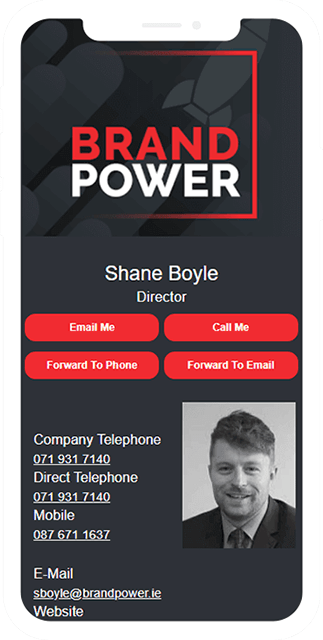 BRAND
POWER
Shane Boyle
Director
Email Me
Call Me
Forward To Phone
Forward To Email
Company Telephone
071 931 7140
Direct Telephone
071 931 7140
Mobile
087 671 1637
E-Mail
sboyle@brandpower.ie
Website